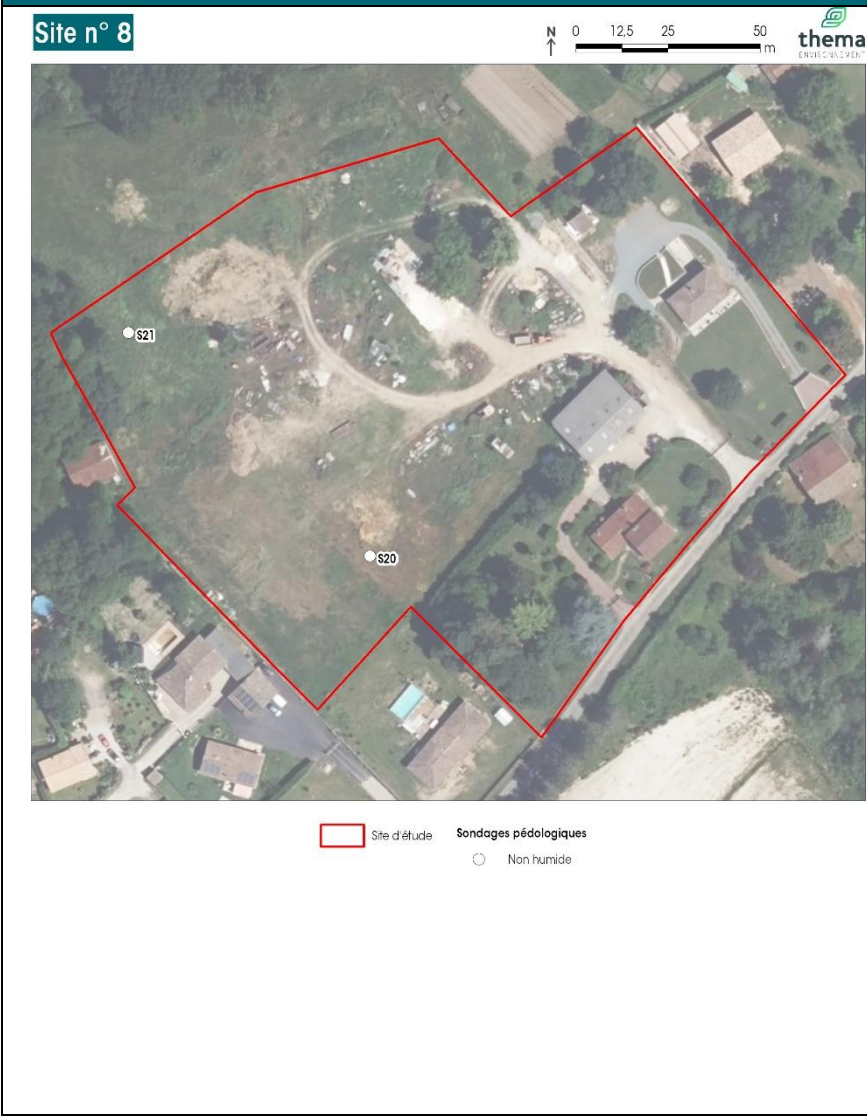 Site n° 8
N 0 12,5 25 50
m
thema
ENVIRONNEMENT
S21
S20
Site d'étude
Sondages pédologiques
Non humide